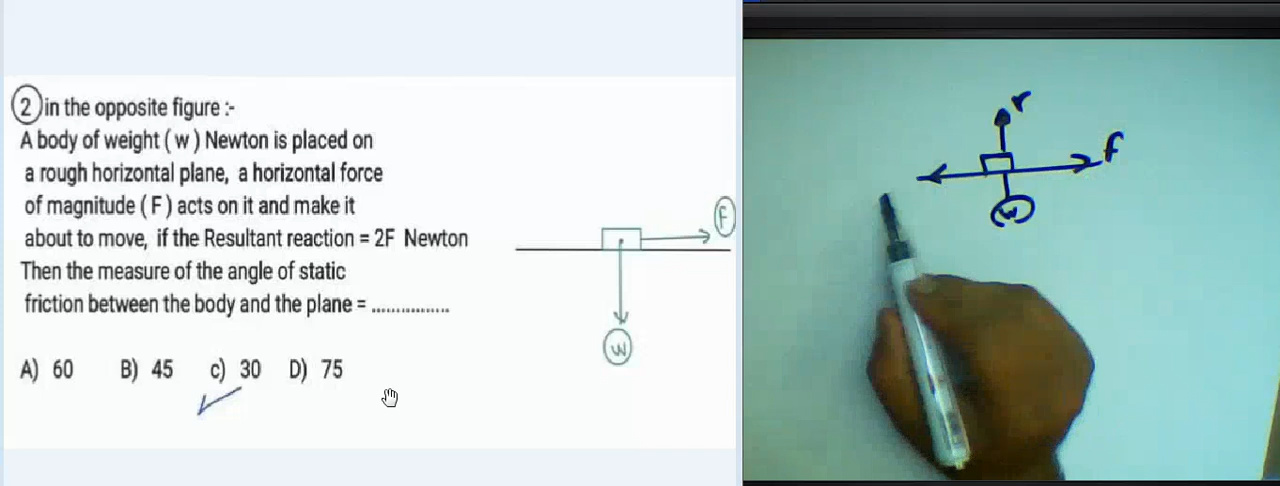 2 in the opposite figure :-
A body of weight ( w ) Newton is placed on
a rough horizontal plane, a horizontal force
of magnitude ( F ) acts on it and make it
about to move, if the Resultant reaction = 2F Newton
Then the measure of the angle of static
friction between the body and the plane = ................
A) 60 B) 45 c) 30 D) 75
F
W
r
F
W